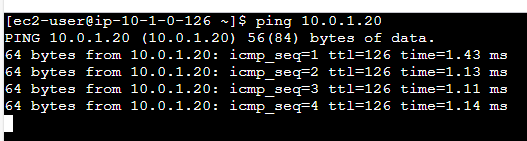 [ec2-user@ip-10-1-0-126 ~]$ ping 10.0.1.20
PING 10.0.1.20 (10.0.1.20) 56(84) bytes of data.
64 bytes from 10.0.1.20: icmp_seq=1 ttl=126 time=1.43 ms
64 bytes from 10.0.1.20: icmp_seq=2 ttl=126 time=1.13 ms
64 bytes from 10.0.1.20: icmp_seq=3 ttl=126 time=1.11 ms
64 bytes from 10.0.1.20: icmp_seq=4 ttl=126 time=1.14 ms